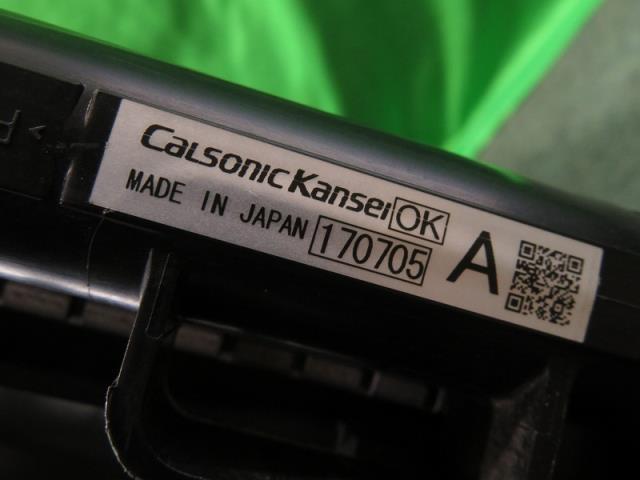 CalsonicKansei OK
MADE IN JAPAN 170705 A